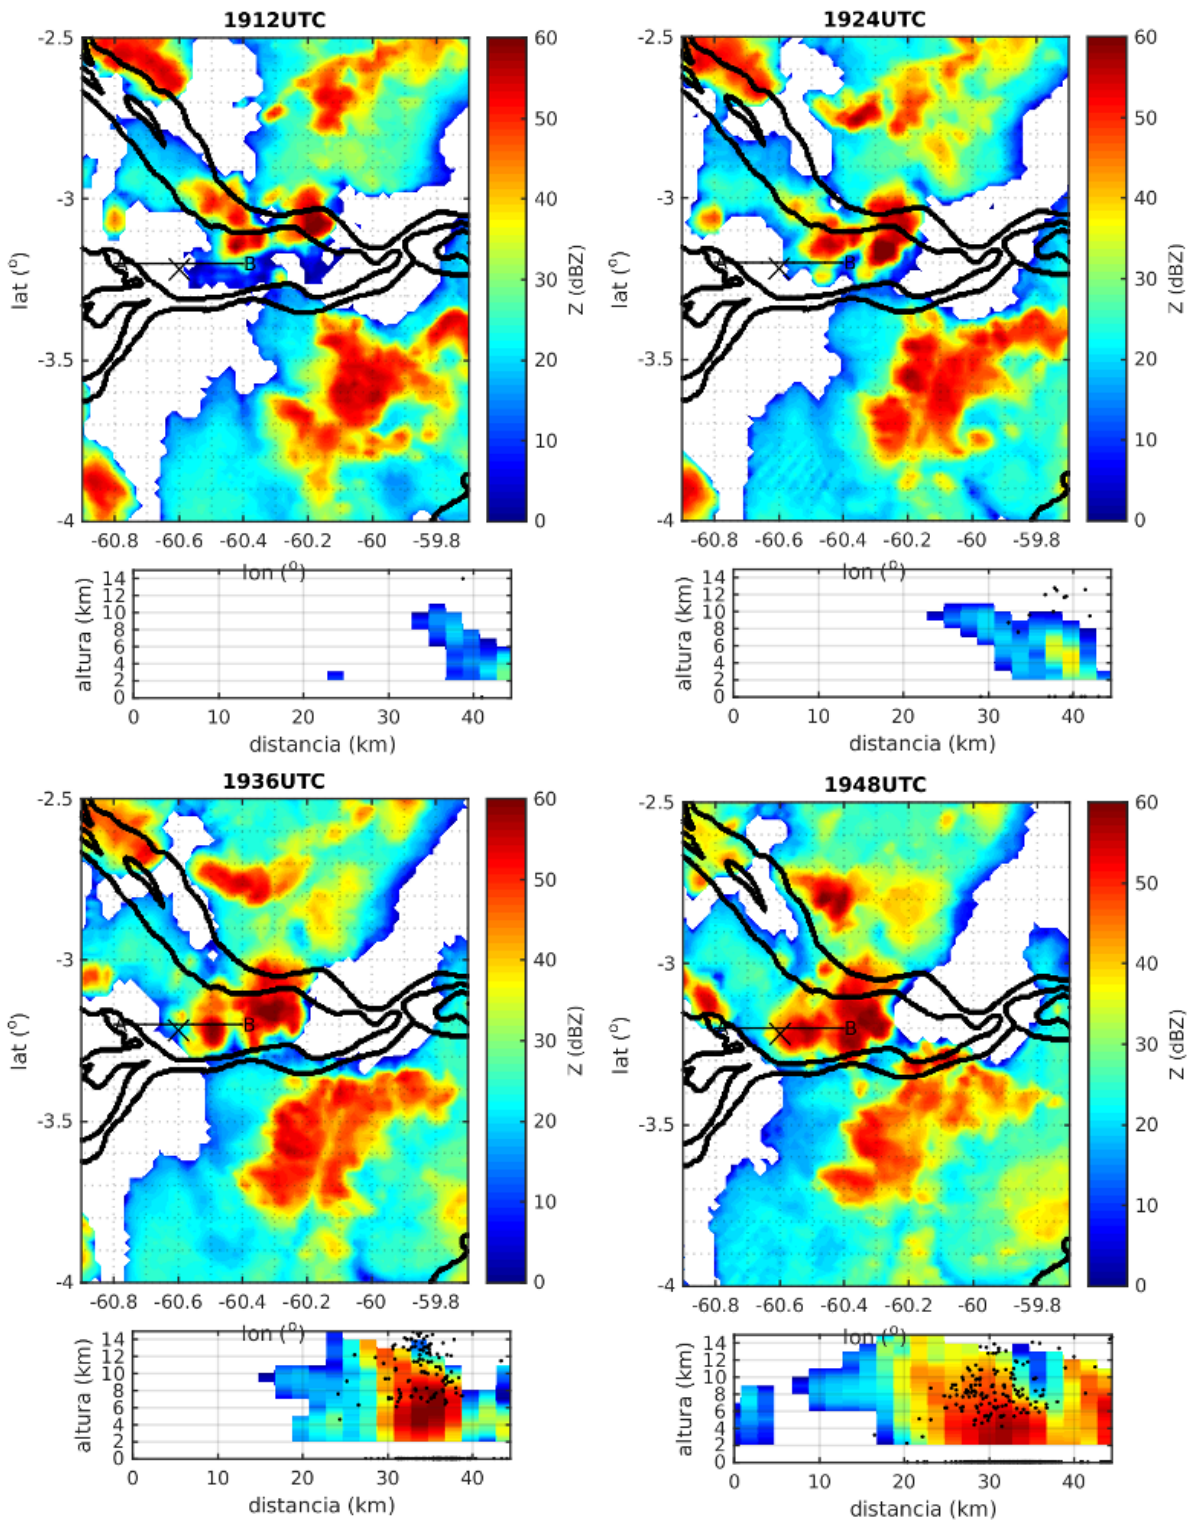 1912UTC
-2.5
-3
-3.5
-4
lat (o)
A
B
-60.8 -60.6 -60.4 -60.2 -60 -59.8
lon (o)
60
50
40
30
20
10
0
Z (dBZ)
14
12
10
8
6
4
2
0
altura (km)
0 10 20 30 40
distancia (km)
1924UTC
-2.5
-3
-3.5
-4
lat (o)
A
B
-60.8 -60.6 -60.4 -60.2 -60 -59.8
lon (o)
60
50
40
30
20
10
0
Z (dBZ)
14
12
10
8
6
4
2
0
altura (km)
0 10 20 30 40
distancia (km)
1936UTC
-2.5
-3
-3.5
-4
lat (o)
A
B
-60.8 -60.6 -60.4 -60.2 -60 -59.8
lon (o)
60
50
40
30
20
10
0
Z (dBZ)
14
12
10
8
6
4
2
0
altura (km)
0 10 20 30 40
distancia (km)
1948UTC
-2.5
-3
-3.5
-4
lat (o)
A
B
-60.8 -60.6 -60.4 -60.2 -60 -59.8
lon (o)
60
50
40
30
20
10
0
Z (dBZ)
14
12
10
8
6
4
2
0
altura (km)
0 10 20 30 40
distancia (km)